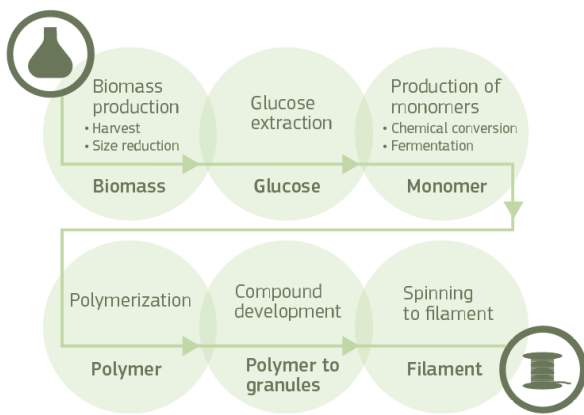 Biomass
production
• Harvest
• Size reduction
Biomass
Glucose
extraction
Glucose
Production of
monomers
• Chemical conversion
• Fermentation
Monomer
Polymerization
Polymer
Compound
development
Polymer to
granules
Spinning
to filament
Filament